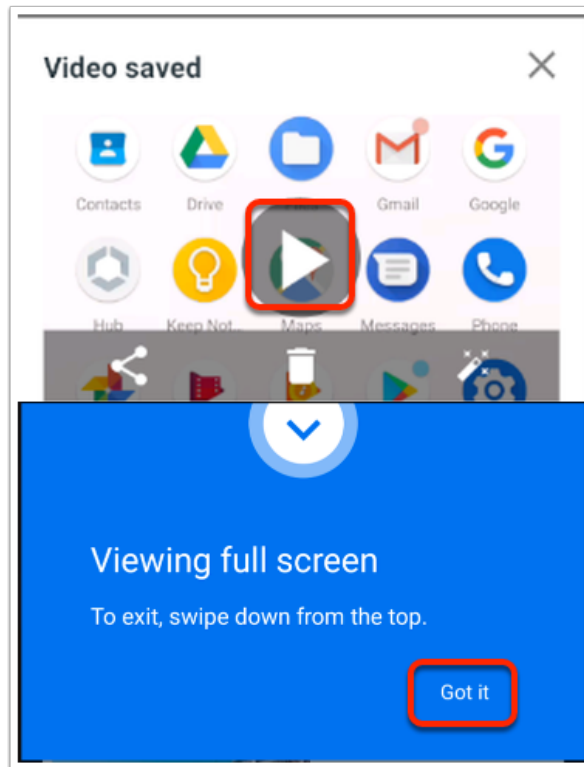 Video saved
Contacts Drive Gmail Google
Hub Keep Not... Maps Messages Phone
Viewing full screen
To exit, swipe down from the top.
Got it